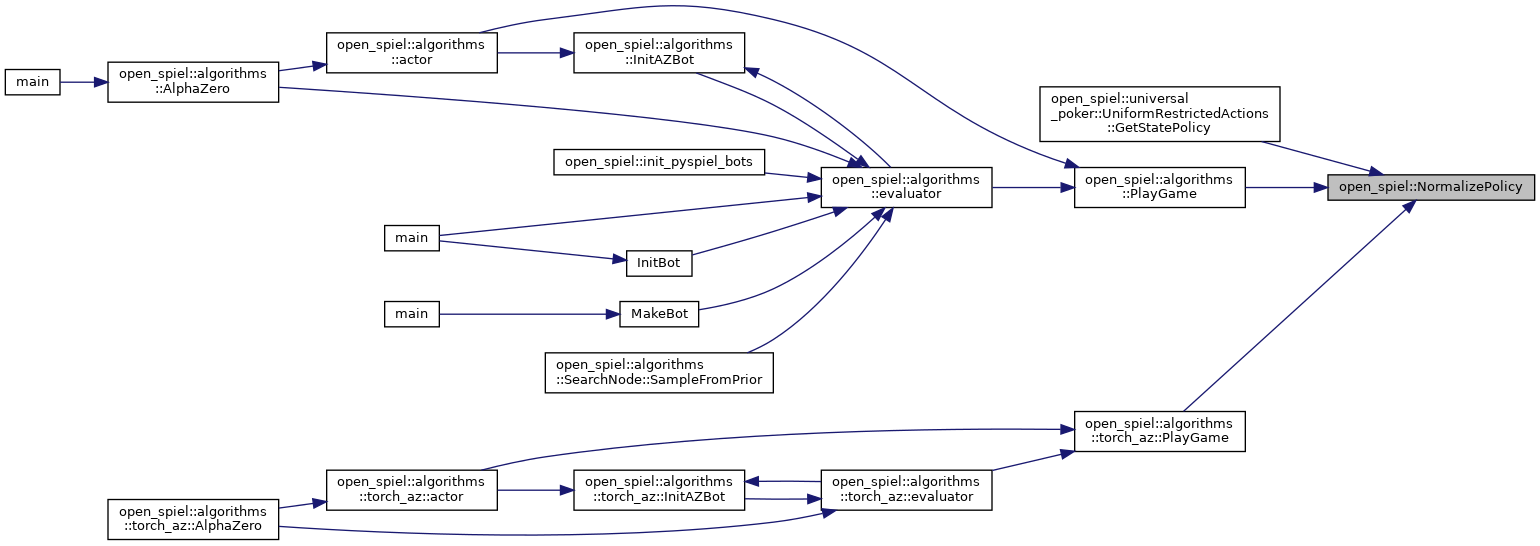 open_spiel::algorithms
::actor
open_spiel::algorithms
::InitAZBot
main
open_spiel::algorithms
::AlphaZero
open_spiel::universal
_poker::UniformRestrictedActions
::GetStatePolicy
open_spiel::init_pyspiel_bots
open_spiel::algorithms
::evaluator
open_spiel::algorithms
::PlayGame
open_spiel::NormalizePolicy
main
InitBot
main
MakeBot
open_spiel::algorithms
::SearchNode::SampleFromPrior
open_spiel::algorithms
::torch_az::PlayGame
open_spiel::algorithms
::torch_az::actor
open_spiel::algorithms
::torch_az::InitAZBot
open_spiel::algorithms
::torch_az::evaluator
open_spiel::algorithms
::torch_az::AlphaZero